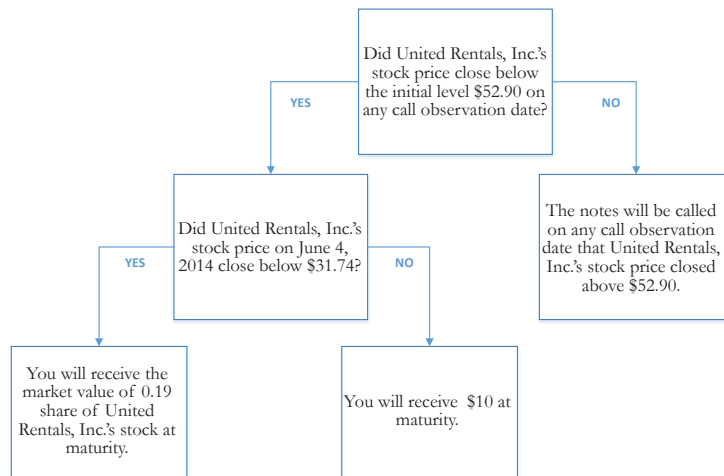 Did United Rentals, Inc.'s
stock price close below
the initial level $52.90 on
any call observation date?
YES
NO
Did United Rentals, Inc.'s
stock price on June 4,
2014 close below $31.74?
The notes will be called
on any call observation
date that United Rentals,
Inc.'s stock price closed
above $52.90.
YES
NO
You will receive the
market value of 0.19
share of United
Rentals, Inc.'s stock at
maturity.
You will receive $10 at
maturity.